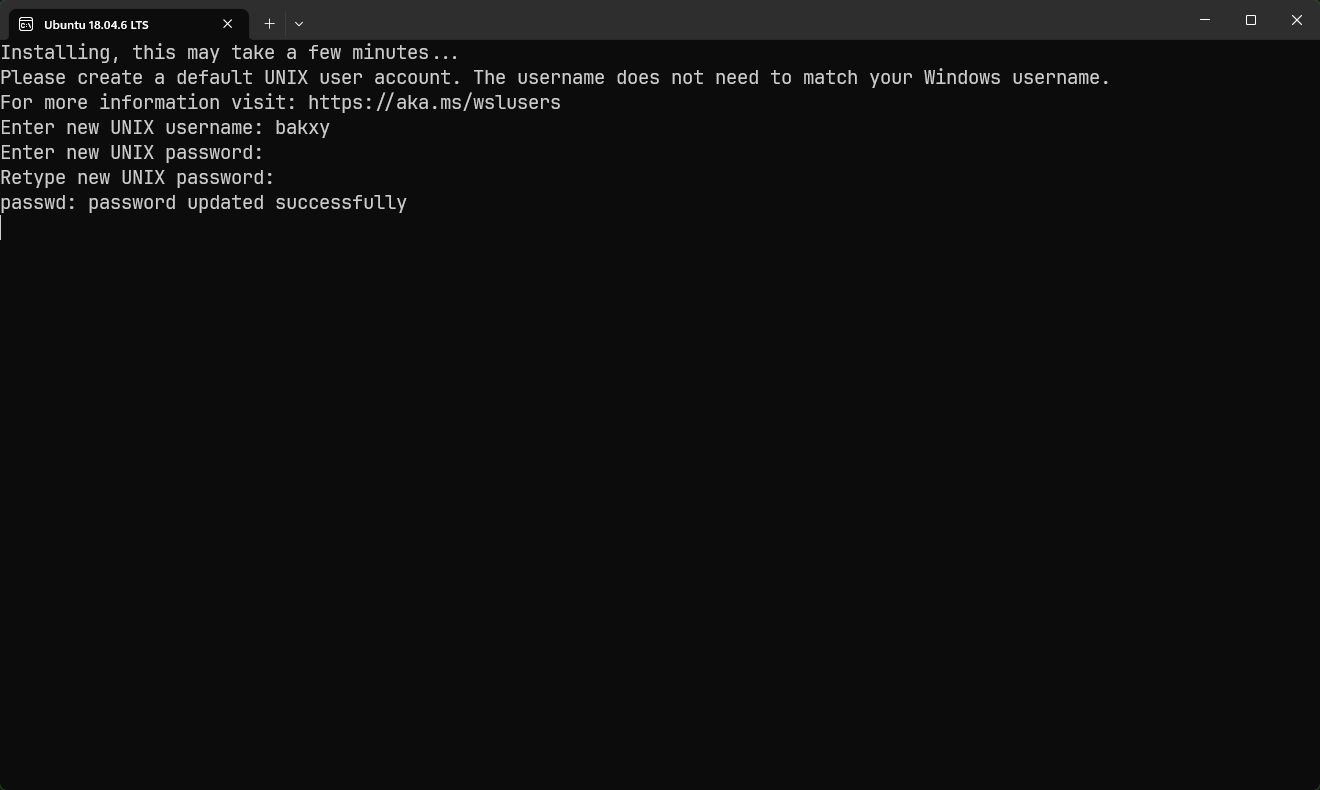 Ubuntu 18.04.6 LTS
Installing, this may take a few minutes...
Please create a default UNIX user account. The username does not need to match your Windows username.
For more information visit: https://aka.ms/wslusers
Enter new UNIX username: bakxy
Enter new UNIX password:
Retype new UNIX password:
passwd: password updated successfully